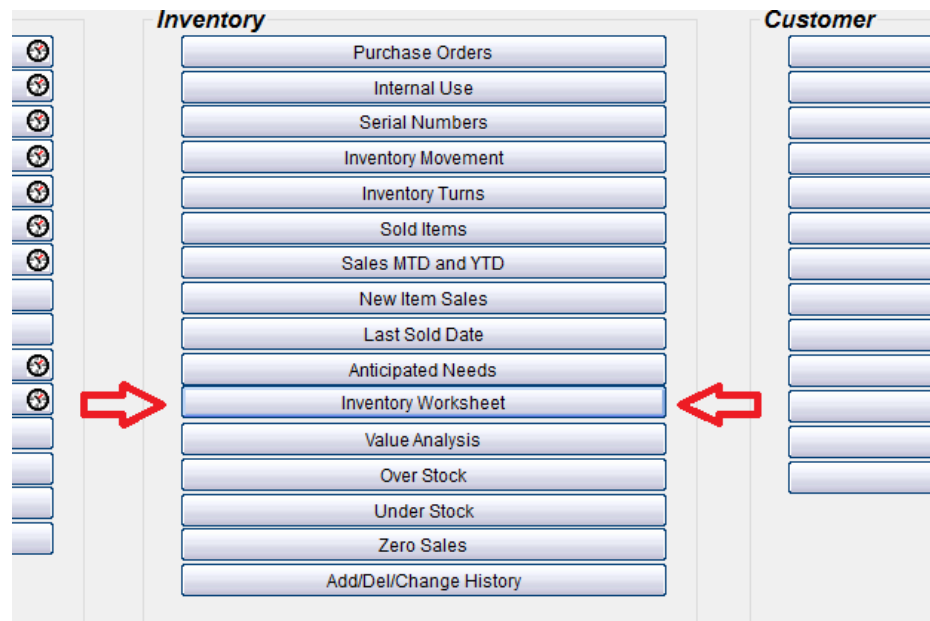 Inventory
Customer
Purchase Orders
Internal Use
Serial Numbers
Inventory Movement
Inventory Turns
Sold Items
Sales MTD and YTD
New Item Sales
Last Sold Date
Anticipated Needs
Inventory Worksheet
Value Analysis
Over Stock
Under Stock
Zero Sales
Add/Del/Change History